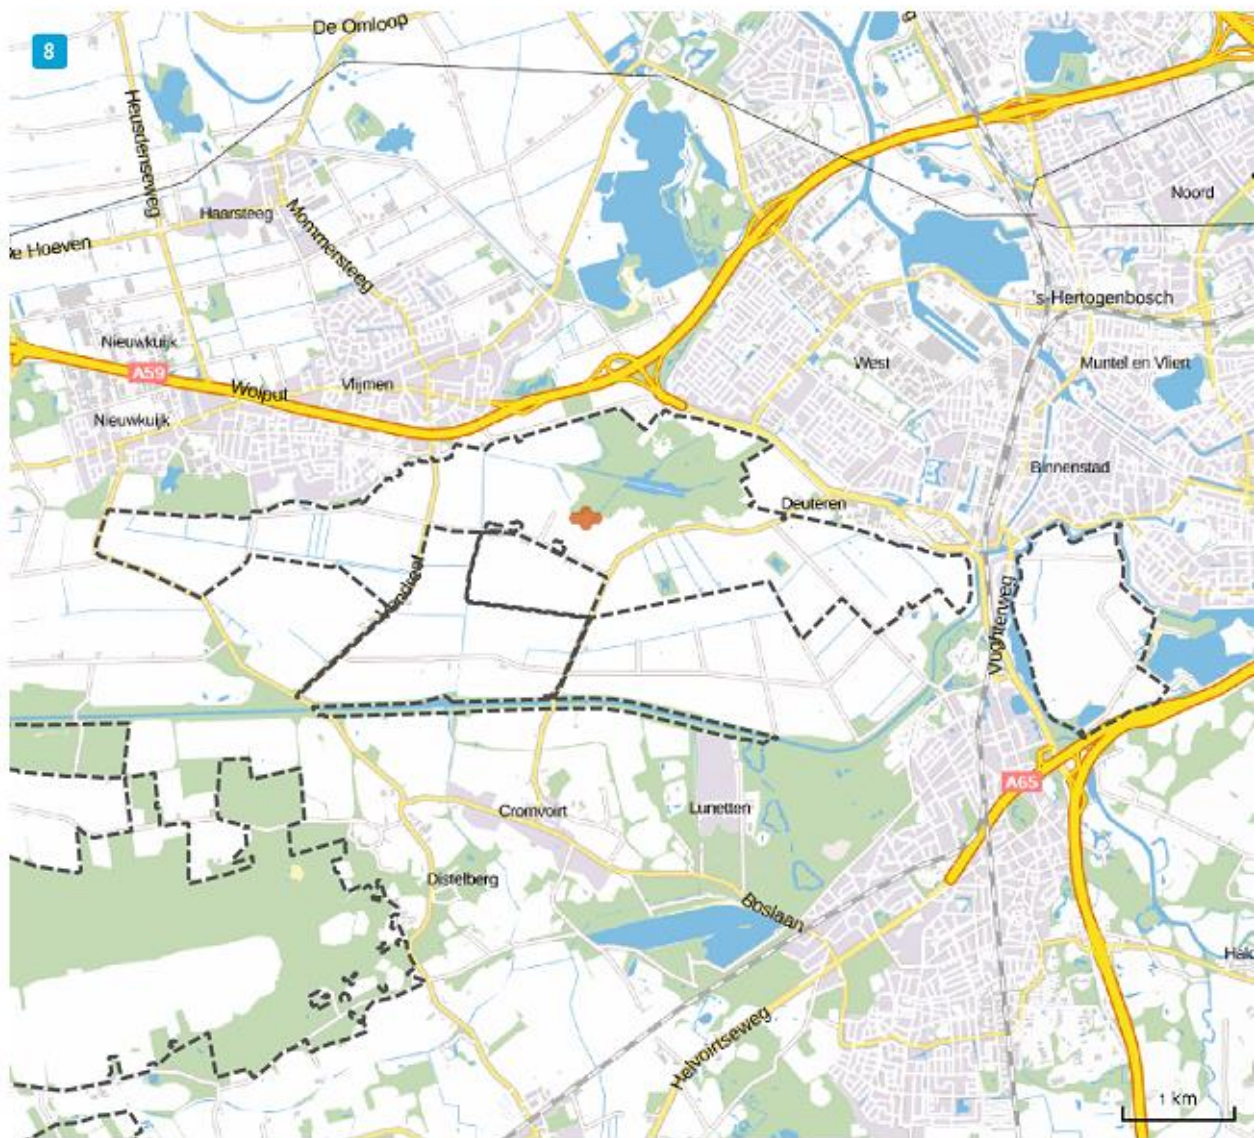 8
De Omloop
Heusdenseweg
Noord
Haarsteeg
Mommersteeg
De Hoeven
's-Hertogenbosch
Nieuwkuijk
West
Muntel en Vliert
A59
Wolput
Vlijmen
Nieuwkuijk
Binnenstad
Deuteren
Vughterweg
A65
Cromvoirt
Lunetten
Distelberg
Boslaan
Helvoirtseweg
1 km